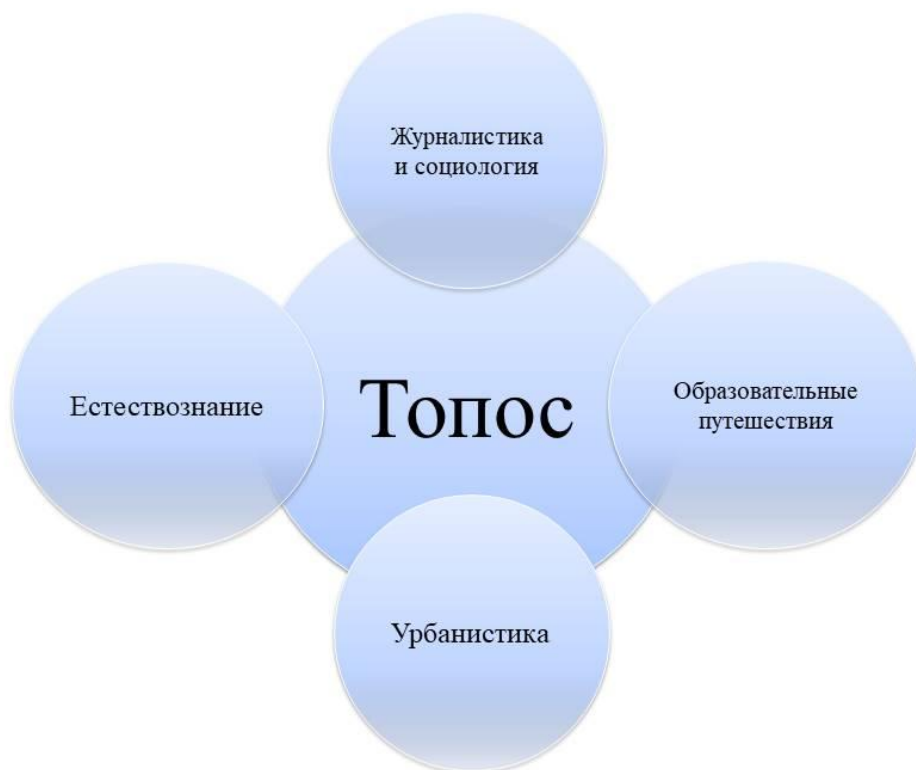 Журналистика
и социология
Естествознание
Топос
Образовательные
путешествия
Урбанистика